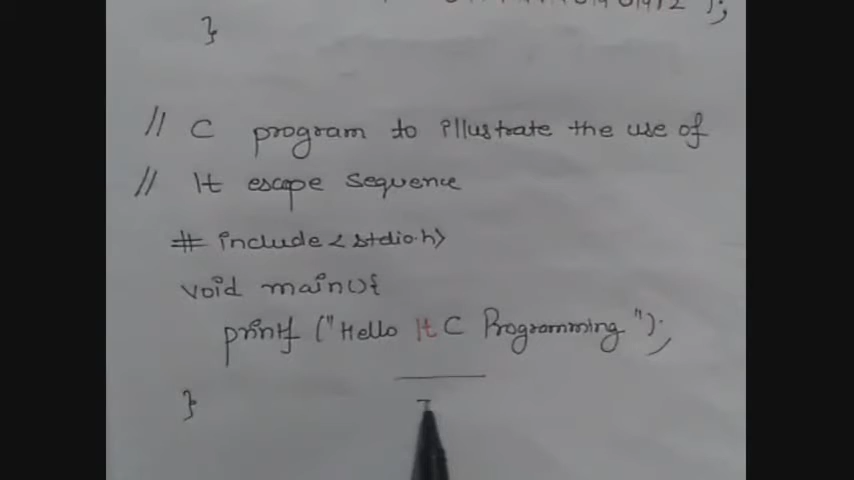 }
// C program to illustrate the use of
// \t escape sequence
# include <stdio.h>
void main(){
printf ("Hello \t C Programming ");
}